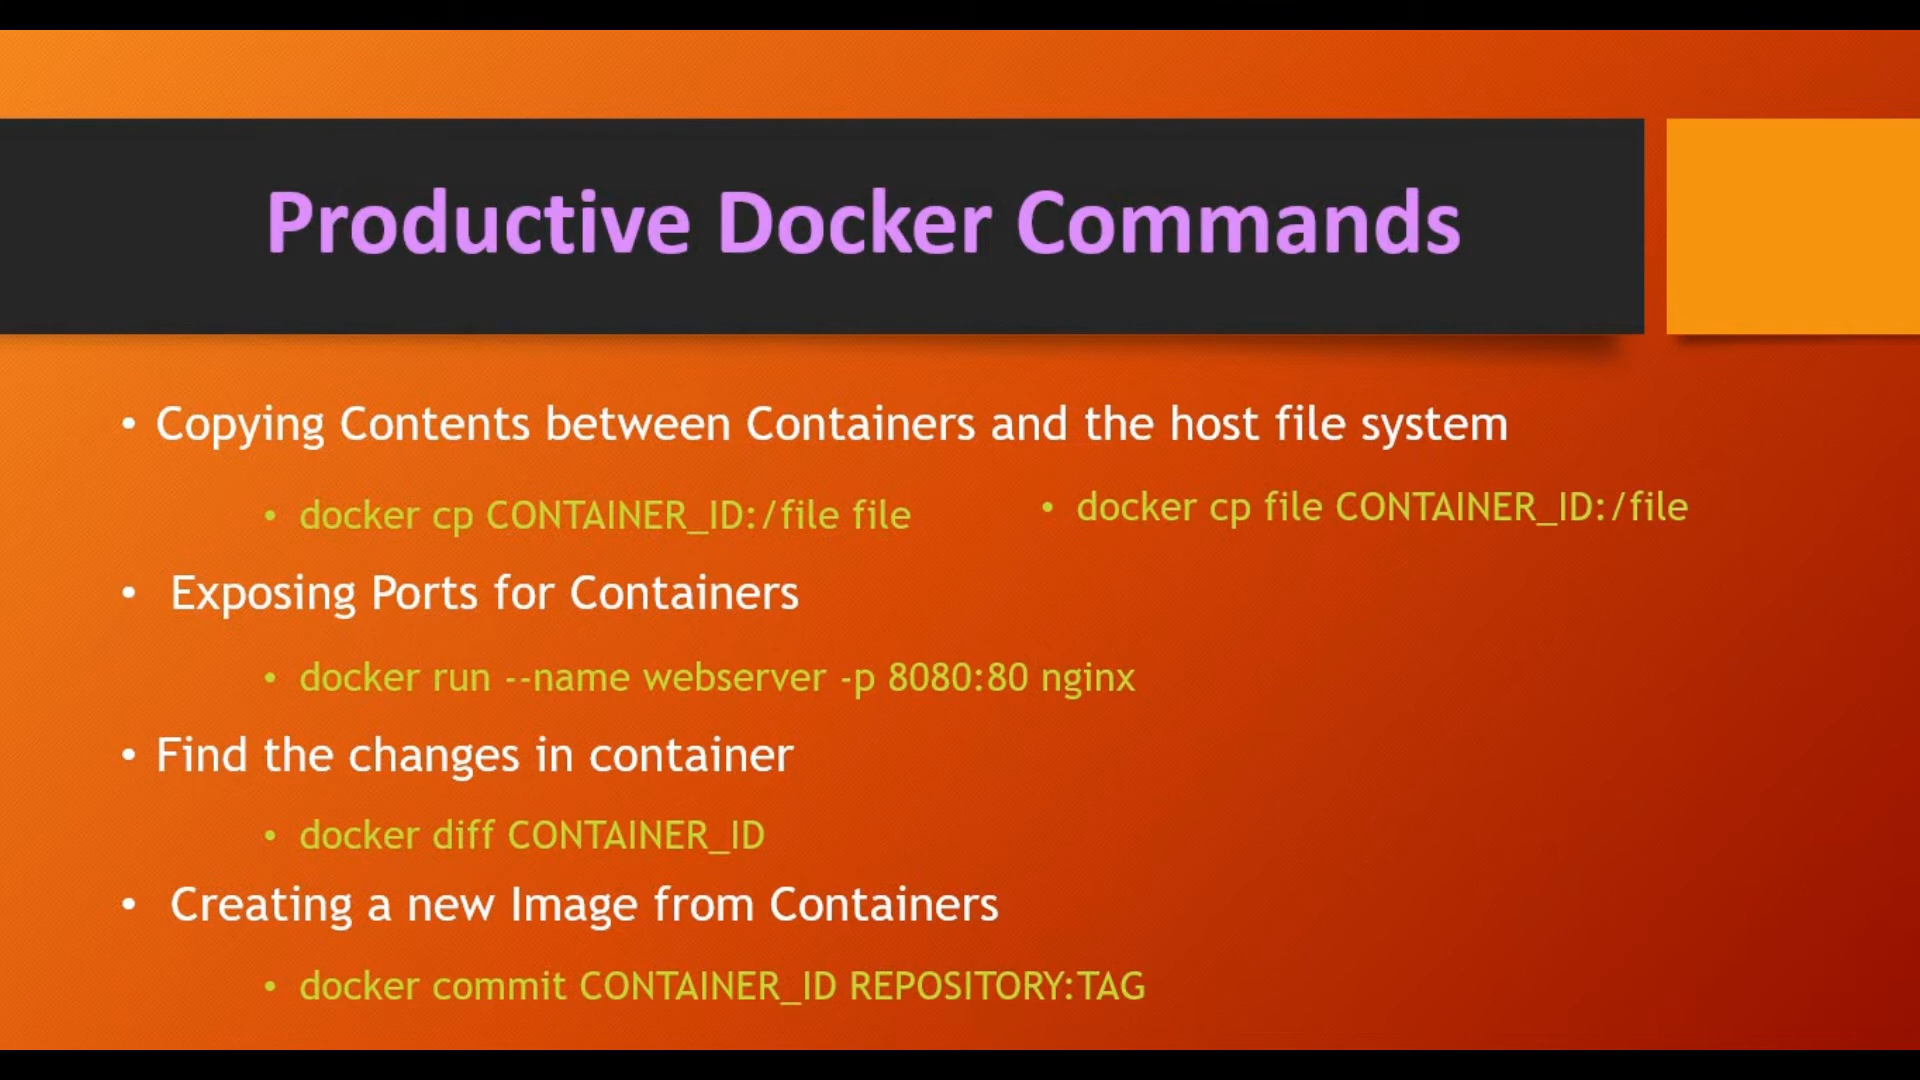 Productive Docker Commands
• Copying Contents between Containers and the host file system
• docker cp CONTAINER_ID:/file file
• docker cp file CONTAINER_ID:/file
• Exposing Ports for Containers
• docker run --name webserver -p 8080:80 nginx
• Find the changes in container
• docker diff CONTAINER_ID
• Creating a new Image from Containers
• docker commit CONTAINER_ID REPOSITORY:TAG